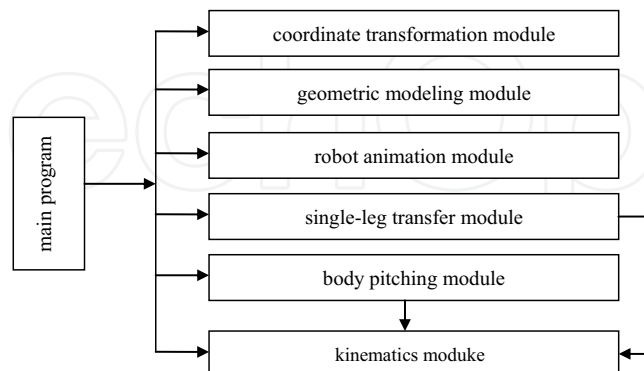 coordinate transformation module
geometric modeling module
robot animation module
main program
single-leg transfer module
body pitching module
kinematics moduke